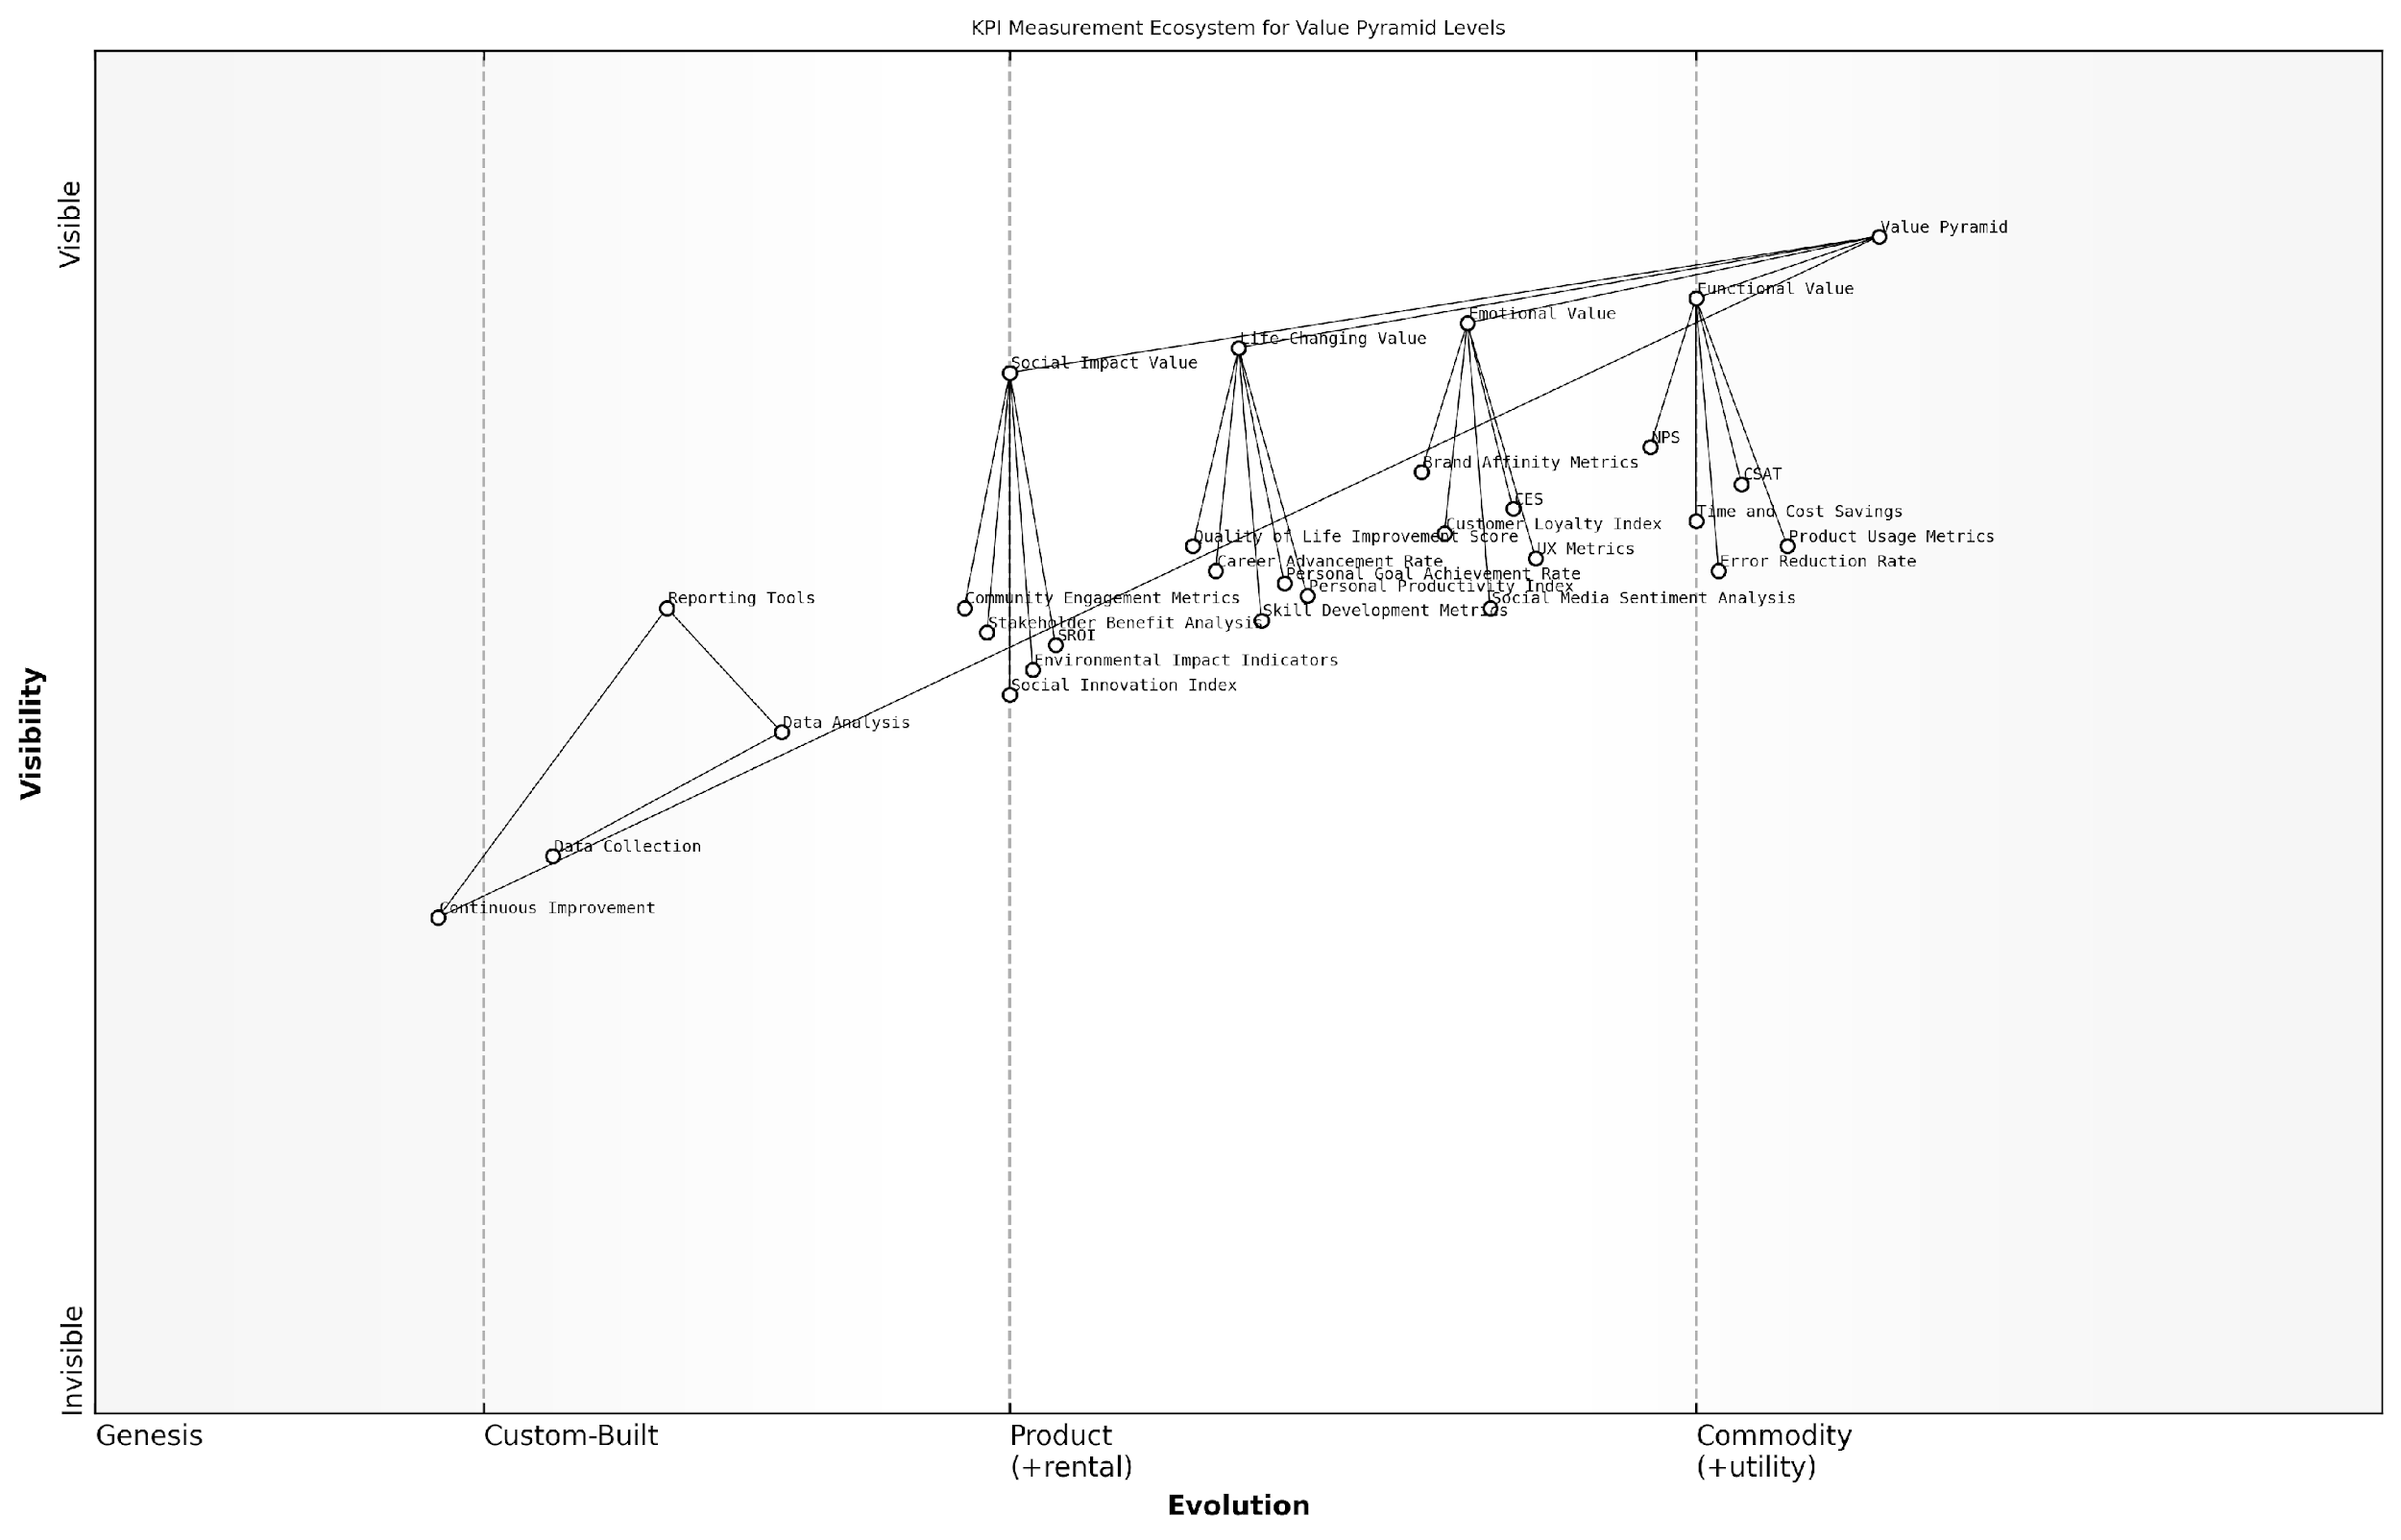 KPI Measurement Ecosystem for Value Pyramid Levels
Visible
Value Pyramid
Functional Value
Emotional Value
Life-Changing Value
Social Impact Value
NPS
Brand Affinity Metrics
CSAT
CES
Time and Cost Savings
Customer Loyalty Index
Quality of Life Improvement Score
Product Usage Metrics
UX Metrics
Career Advancement Rate
Error Reduction Rate
Personal Goal Achievement Rate
Personal Productivity Index
Reporting Tools
Community Engagement Metrics
Social Media Sentiment Analysis
Skill Development Metrics
Stakeholder Benefit Analysis
SROI
Environmental Impact Indicators
Social Innovation Index
Data Analysis
Visibility
Data Collection
Continuous Improvement
Invisible
Genesis
Custom-Built
Product
(+rental)
Commodity
(+utility)
Evolution